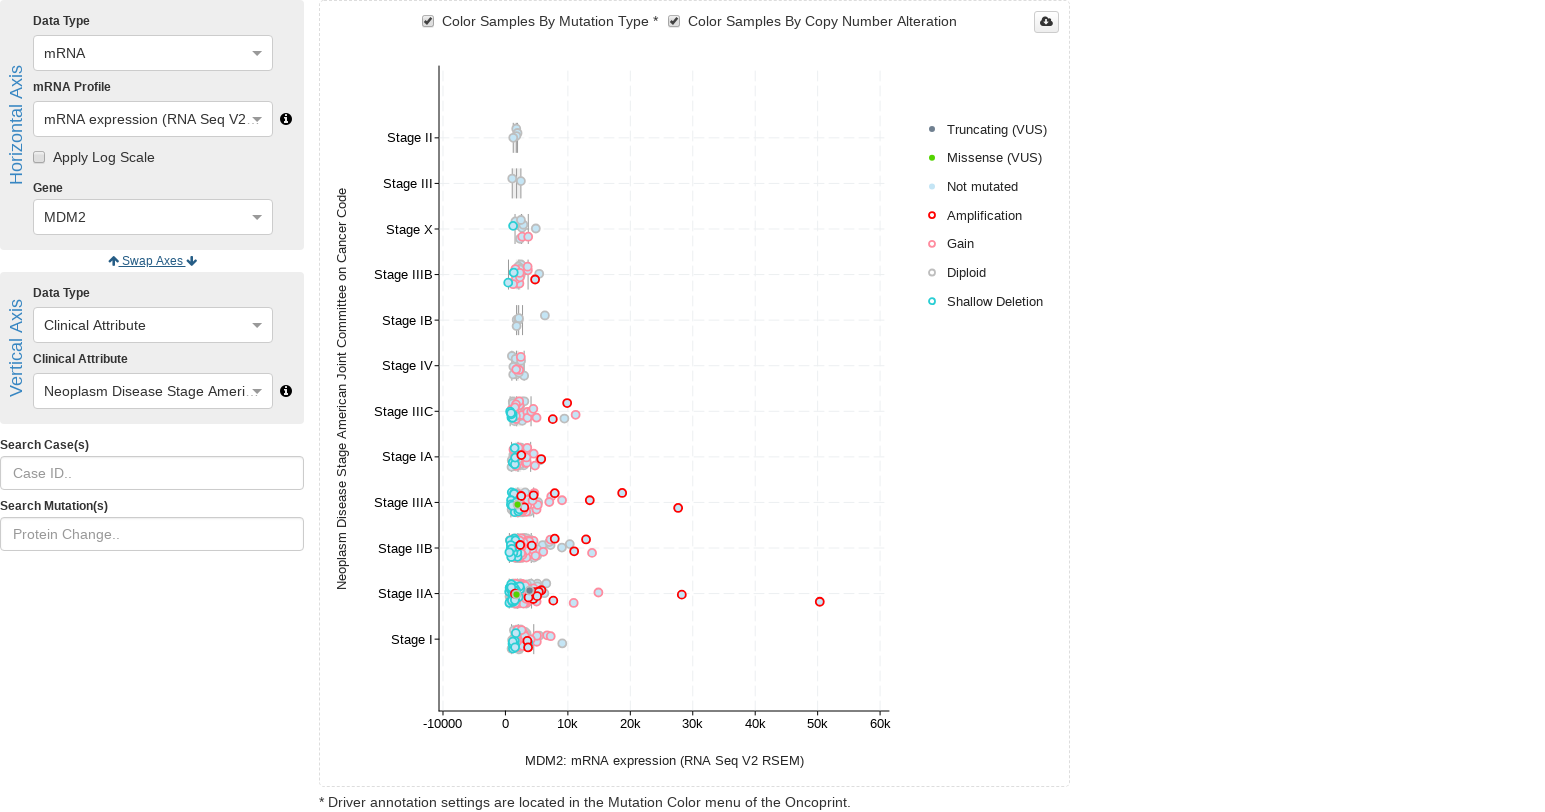 Horizontal Axis
Data Type
mRNA
mRNA Profile
mRNA expression (RNA Seq V2 ...
Apply Log Scale
Gene
MDM2
Swap Axes
Vertical Axis
Data Type
Clinical Attribute
Clinical Attribute
Neoplasm Disease Stage Ameri...
Search Case(s)
Case ID..
Search Mutation(s)
Protein Change..
Color Samples By Mutation Type * Color Samples By Copy Number Alteration
Neoplasm Disease Stage American Joint Committee on Cancer Code
Stage II
Stage III
Stage X
Stage IIIB
Stage IB
Stage IV
Stage IIIC
Stage IA
Stage IIIA
Stage IIB
Stage IIA
Stage I
-10000 0 10k 20k 30k 40k 50k 60k
MDM2: mRNA expression (RNA Seq V2 RSEM)
Truncating (VUS)
Missense (VUS)
Not mutated
Amplification
Gain
Diploid
Shallow Deletion
* Driver annotation settings are located in the Mutation Color menu of the Oncoprint.